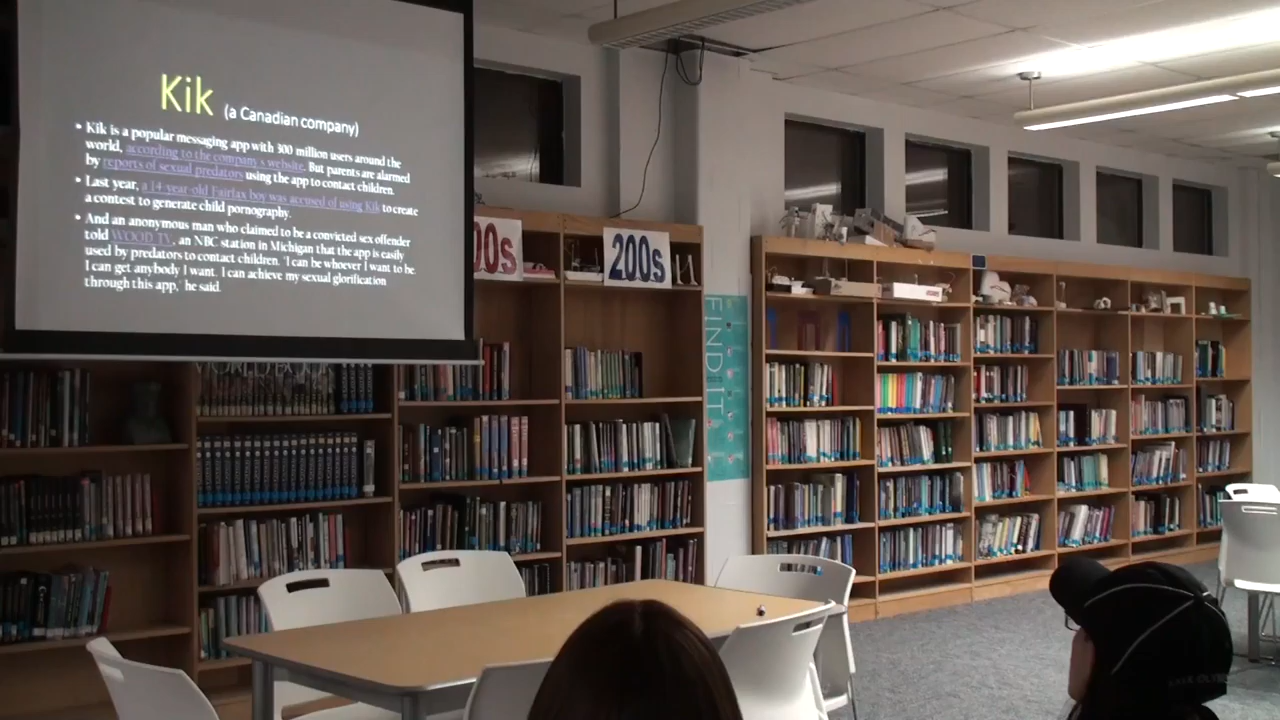 Kik (a Canadian company)
• Kik is a popular messaging app with 300 million users around the
world, according to the company's website. But parents are alarmed
by reports of sexual predators using the app to contact children.
• Last year, a 14-year-old Fairfax boy was accused of using Kik to create
a contest to generate child pornography.
• And an anonymous man who claimed to be a convicted sex offender
told WOOD TV, an NBC station in Michigan that the app is easily
used by predators to contact children. 'I can be whoever I want to be.
I can get anybody I want. I can achieve my sexual glorification
through this app,' he said.
00s
200s
FIND IT